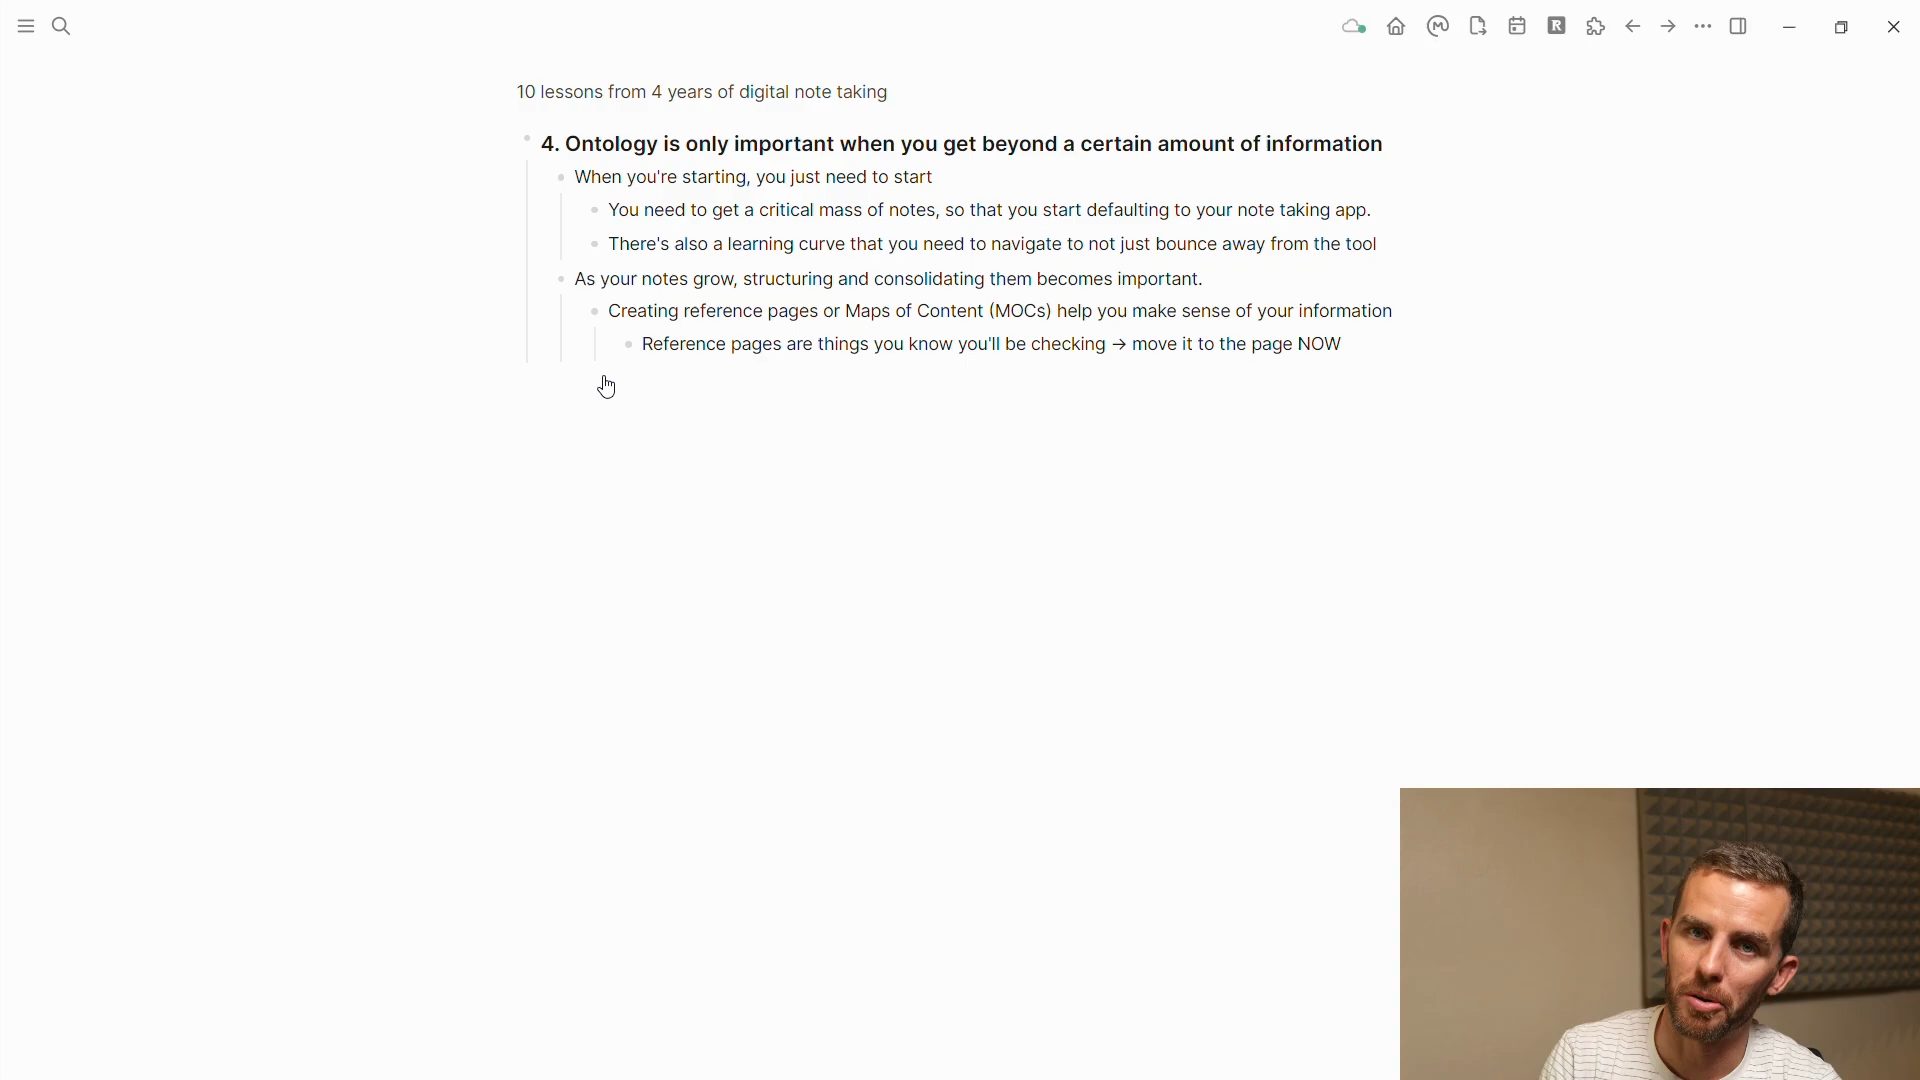 10 lessons from 4 years of digital note taking
4. Ontology is only important when you get beyond a certain amount of information
When you're starting, you just need to start
You need to get a critical mass of notes, so that you start defaulting to your note taking app.
There's also a learning curve that you need to navigate to not just bounce away from the tool
As your notes grow, structuring and consolidating them becomes important.
Creating reference pages or Maps of Content (MOCs) help you make sense of your information
Reference pages are things you know you'll be checking → move it to the page NOW